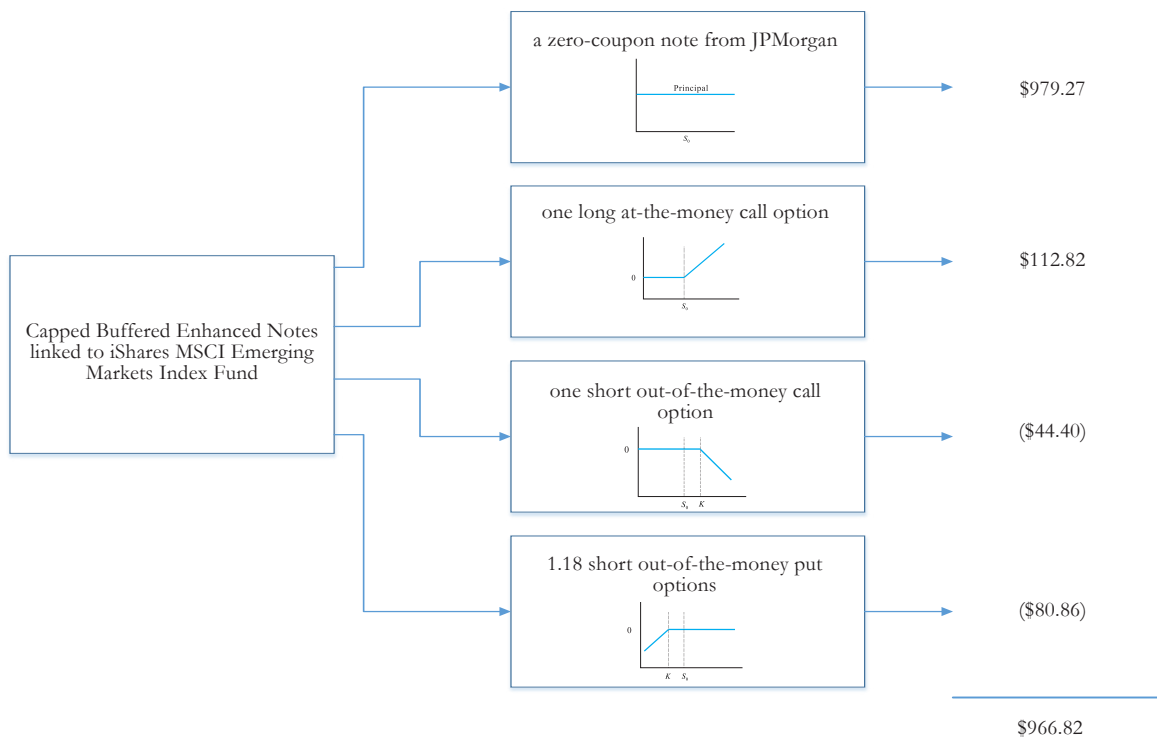 Capped Buffered Enhanced Notes
linked to iShares MSCI Emerging
Markets Index Fund
a zero-coupon note from JPMorgan
Principal
S₀
$979.27
one long at-the-money call option
0
S₀
$112.82
one short out-of-the-money call
option
0
S₀ K
($44.40)
1.18 short out-of-the-money put
options
0
K S₀
($80.86)
$966.82